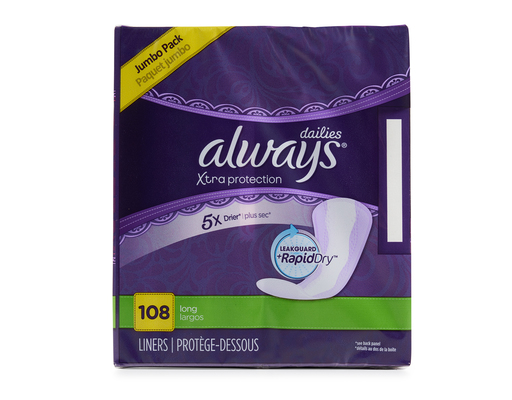 Jumbo Pack
Paquet jumbo
dailies
always®
Xtra protection
5X Drier* | plus sec*
LEAKGUARD
+RapidDry™
108
long
largos
LINERS | PROTÈGE-DESSOUS
*see back panel
*détails au dos de la boîte